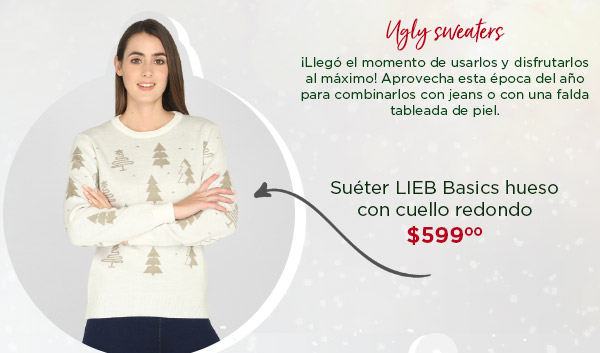 Ugly sweaters
¡Llegó el momento de usarlos y disfrutarlos
al máximo! Aprovecha esta época del año
para combinarlos con jeans o con una falda
tableada de piel.
Suéter LIEB Basics hueso
con cuello redondo
$599⁰⁰